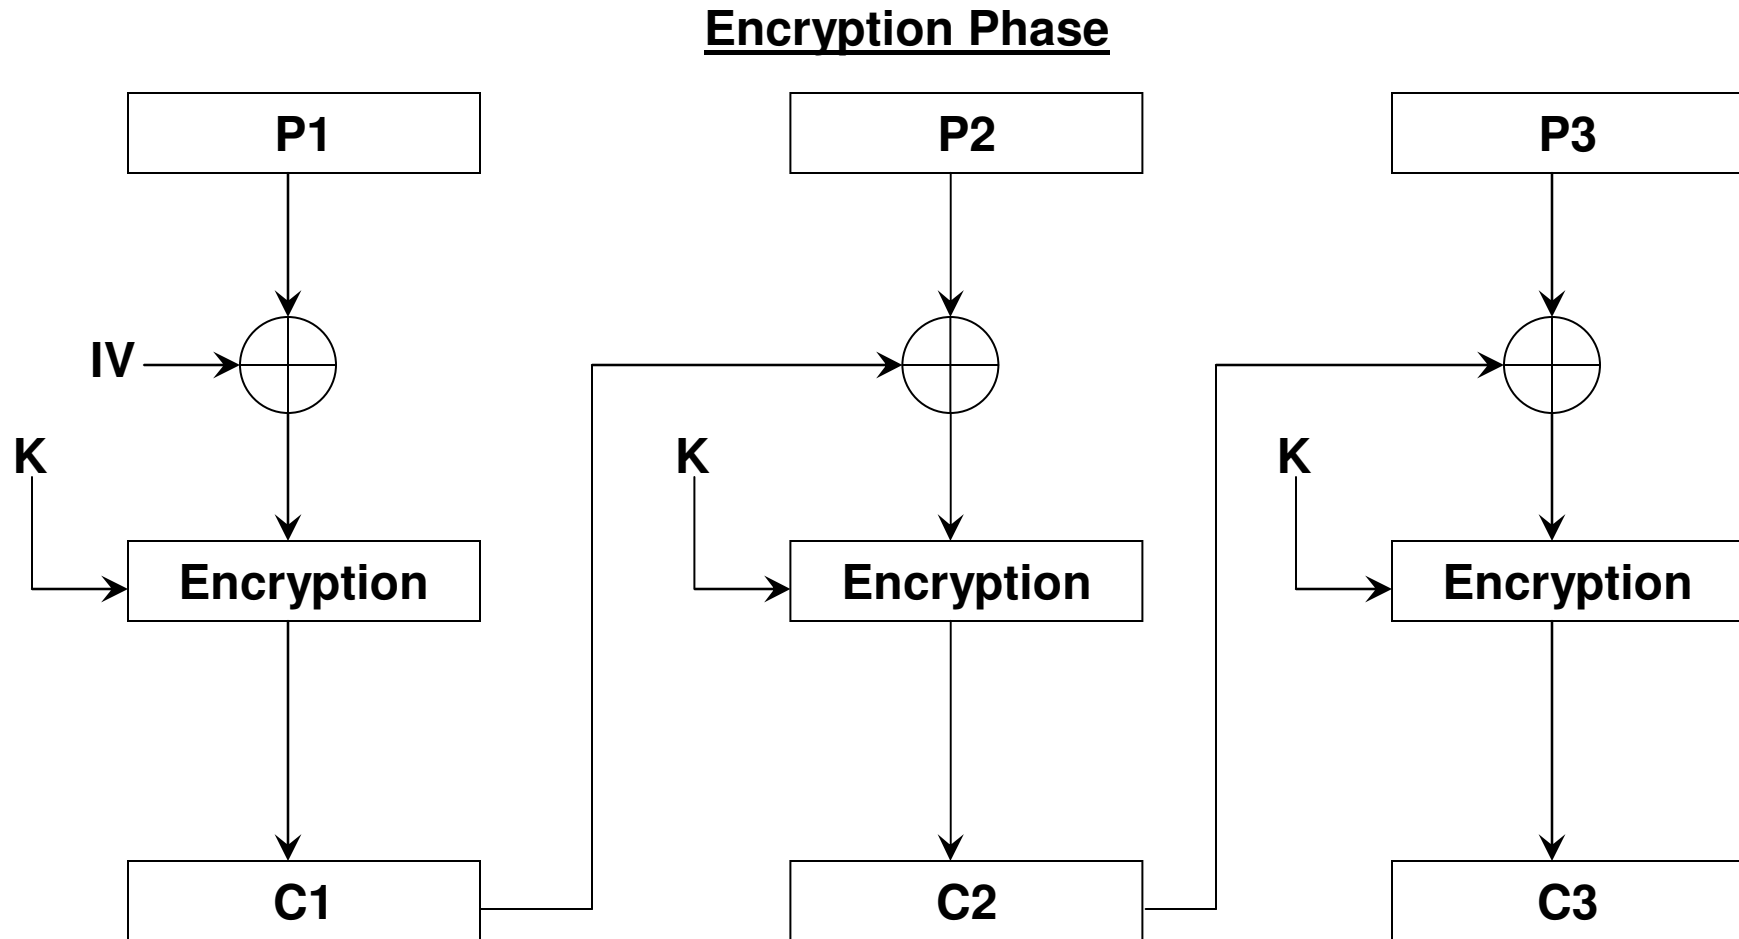 Encryption Phase
P1 P2 P3
IV
K K K
Encryption Encryption Encryption
C1 C2 C3